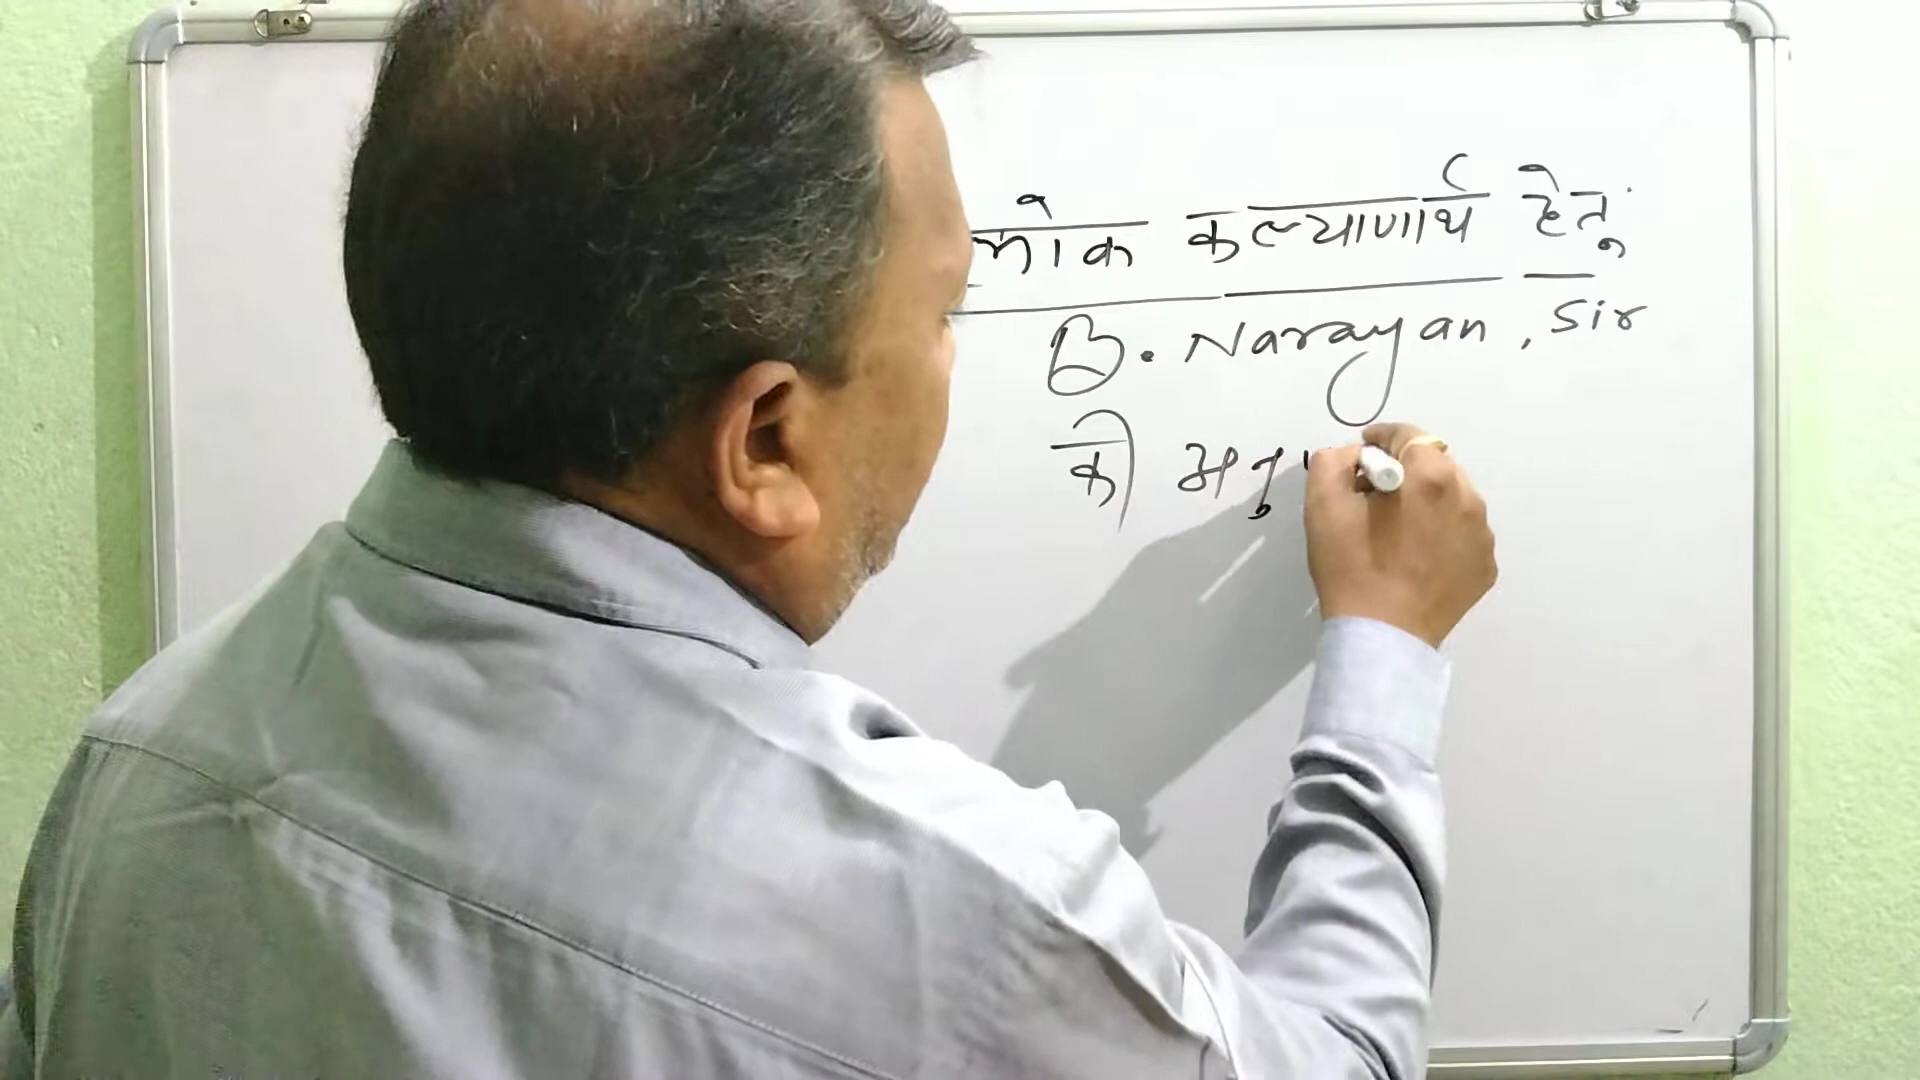 लोक कल्याणार्थ हेतु
B. Narayan, Sir
की